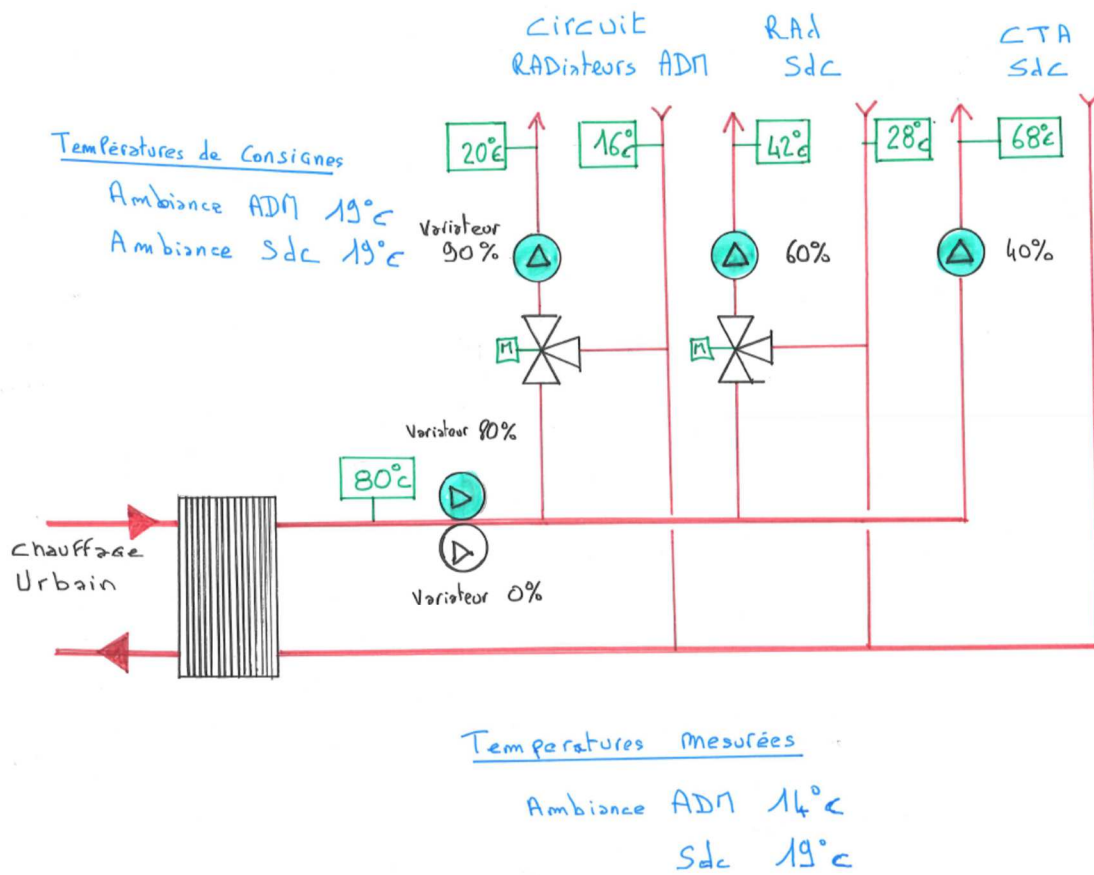 Circuit
RADiateurs ADM
RAd
Sdc
CTA
Sdc
Températures de Consignes
Ambiance ADM 19°c
Ambiance Sdc 19°c
20°c
16°c
42°c
28°c
68°c
Variateur
90%
60%
40%
M
M
Variateur 90%
80°c
Chauffage
Urbain
Variateur 0%
Temperatures mesurées
Ambiance ADM 14°c
Sdc 19°c